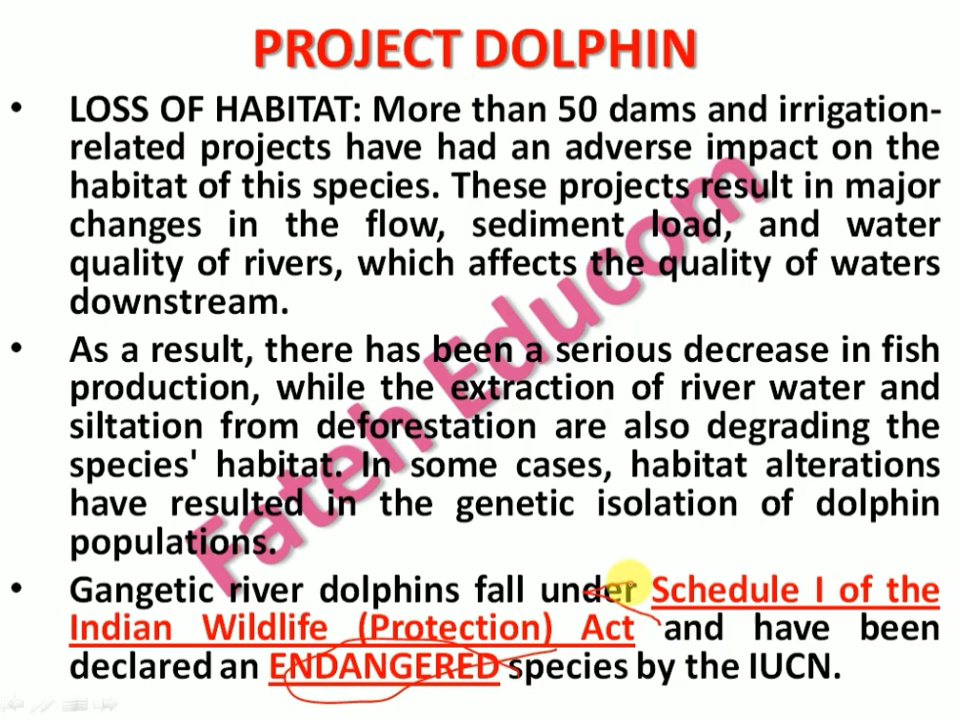 PROJECT DOLPHIN
• LOSS OF HABITAT: More than 50 dams and irrigation-
related projects have had an adverse impact on the
habitat of this species. These projects result in major
changes in the flow, sediment load, and water
quality of rivers, which affects the quality of waters
downstream.
• As a result, there has been a serious decrease in fish
production, while the extraction of river water and
siltation from deforestation are also degrading the
species' habitat. In some cases, habitat alterations
have resulted in the genetic isolation of dolphin
populations.
• Gangetic river dolphins fall under Schedule I of the
Indian Wildlife (Protection) Act and have been
declared an ENDANGERED species by the IUCN.
Fateh Educom